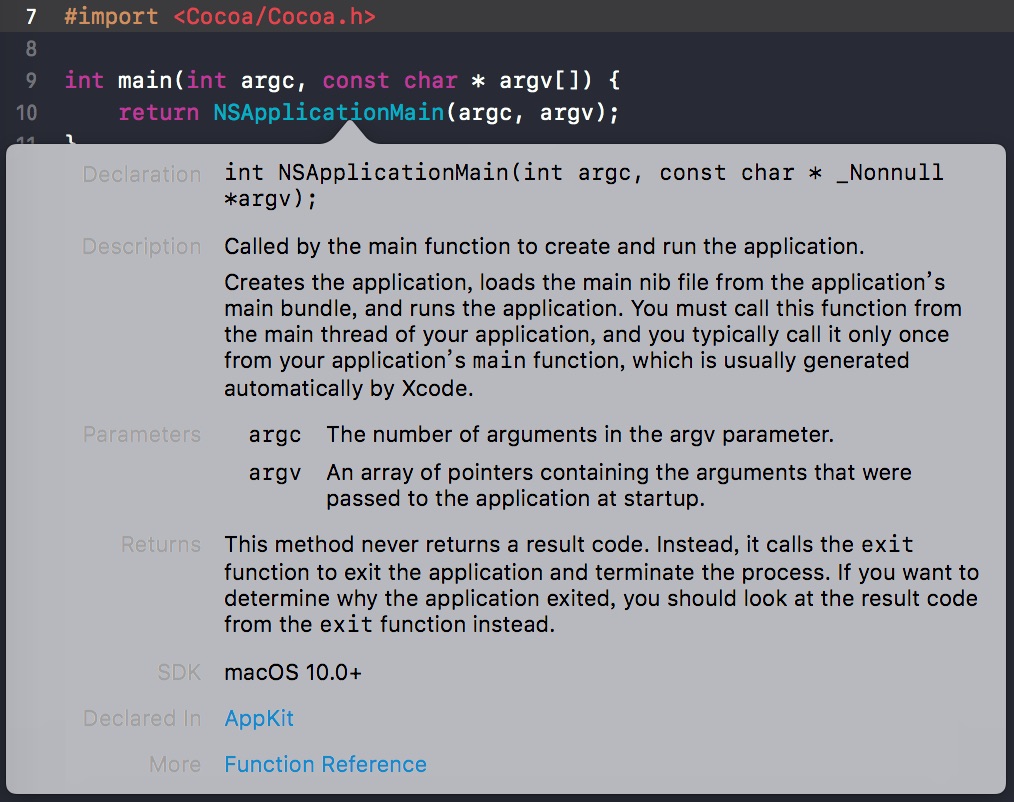 7 #import <Cocoa/Cocoa.h>
8
9 int main(int argc, const char * argv[]) {
10 return NSApplicationMain(argc, argv);
11 }
Declaration int NSApplicationMain(int argc, const char * _Nonnull
*argv);
Description Called by the main function to create and run the application.
Creates the application, loads the main nib file from the application’s
main bundle, and runs the application. You must call this function from
the main thread of your application, and you typically call it only once
from your application’s main function, which is usually generated
automatically by Xcode.
Parameters argc The number of arguments in the argv parameter.
argv An array of pointers containing the arguments that were
passed to the application at startup.
Returns This method never returns a result code. Instead, it calls the exit
function to exit the application and terminate the process. If you want to
determine why the application exited, you should look at the result code
from the exit function instead.
SDK macOS 10.0+
Declared In AppKit
More Function Reference